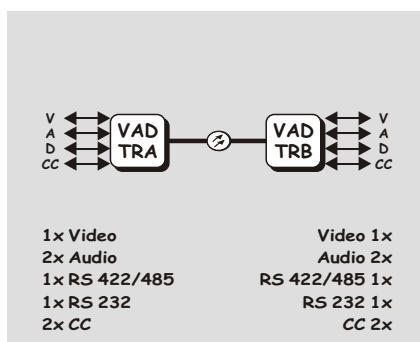 V VAD VAD V
A TRA TRB A
D D
CC CC
1x Video Video 1x
2x Audio Audio 2x
1x RS 422/485 RS 422/485 1x
1x RS 232 RS 232 1x
2x CC CC 2x